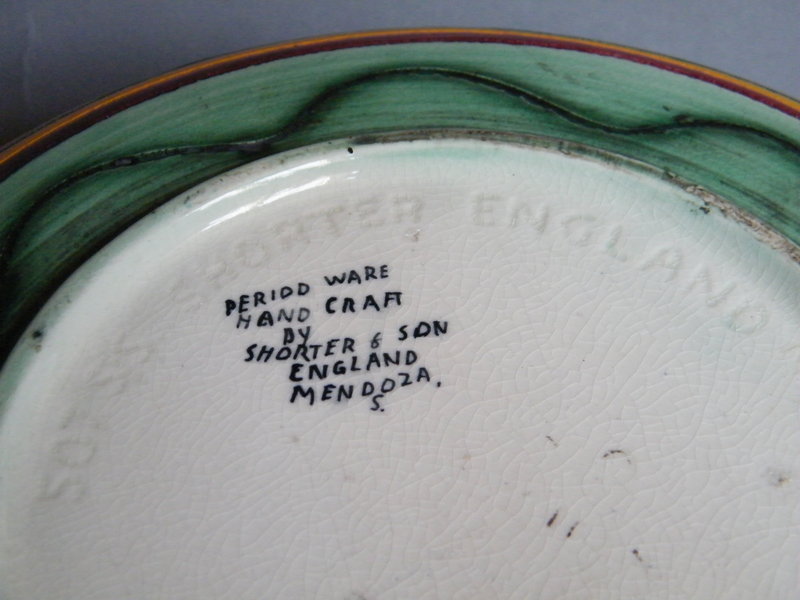 SHORTER ENGLAND
PERIOD WARE
HAND CRAFT
BY
SHORTER & SON
ENGLAND
MENDOZA.
S.